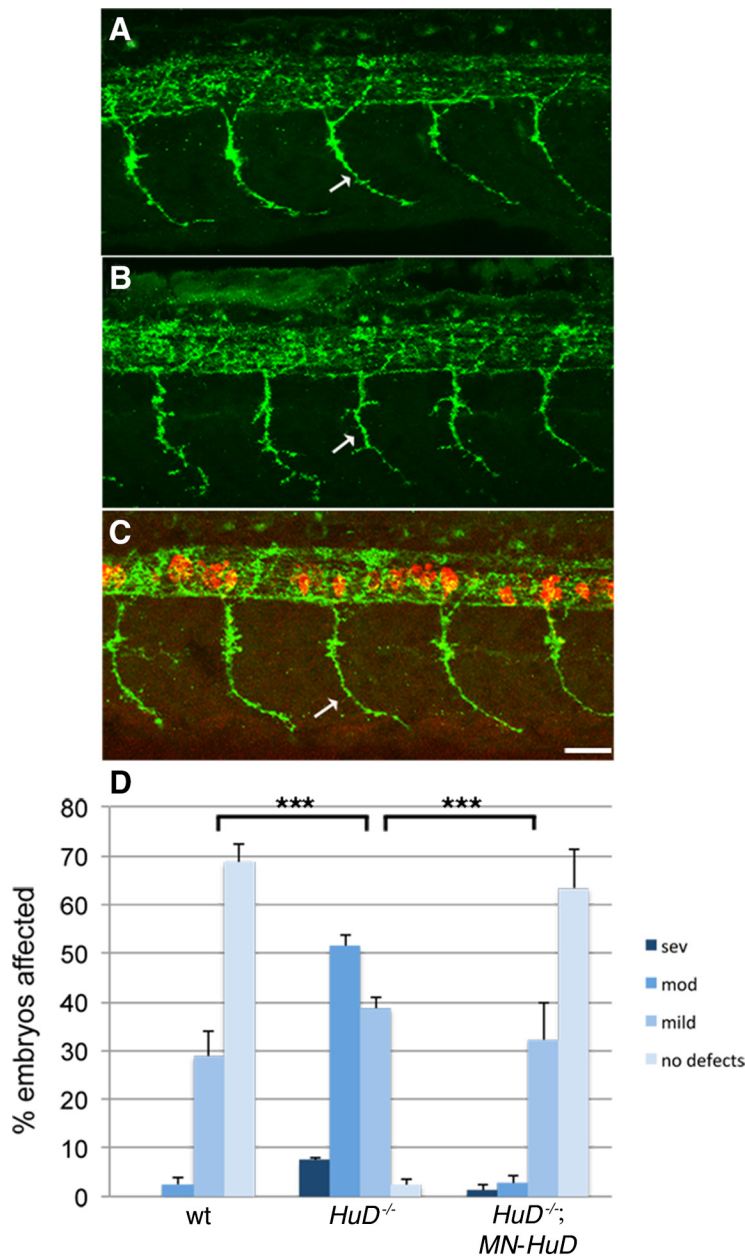 A
B
C
D
*** ***
80
70
60
50
40
30
20
10
0
% embryos affected
sev
mod
mild
no defects
wt
HuD-/-
HuD-/-;
MN-HuD